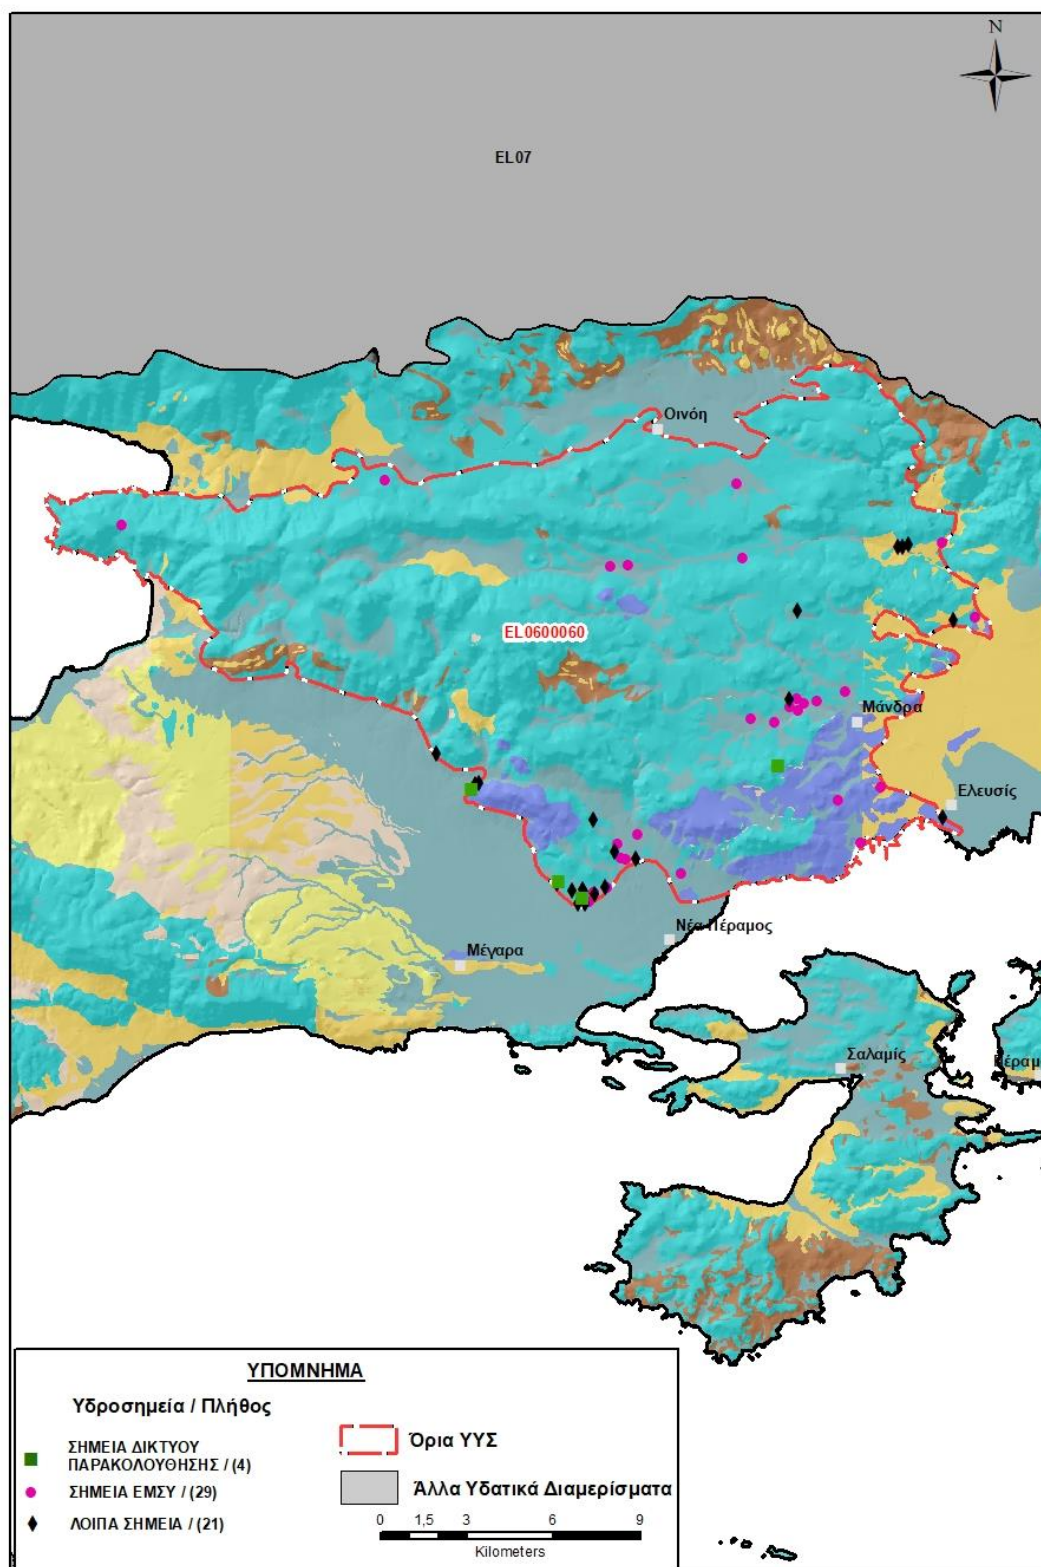 N
EL07
Οινόη
EL0600060
Μάνδρα
Ελευσίς
Νέα Πέραμος
Μέγαρα
Σαλαμίς
Πέραμ
ΥΠΟΜΝΗΜΑ
Υδροσημεία / Πλήθος
ΣΗΜΕΙΑ ΔΙΚΤΥΟΥ
ΠΑΡΑΚΟΛΟΥΘΗΣΗΣ / (4)
ΣΗΜΕΙΑ ΕΜΣΥ / (29)
ΛΟΙΠΑ ΣΗΜΕΙΑ / (21)
Όρια ΥΥΣ
Άλλα Υδατικά Διαμερίσματα
0 1,5 3 6 9
Kilometers